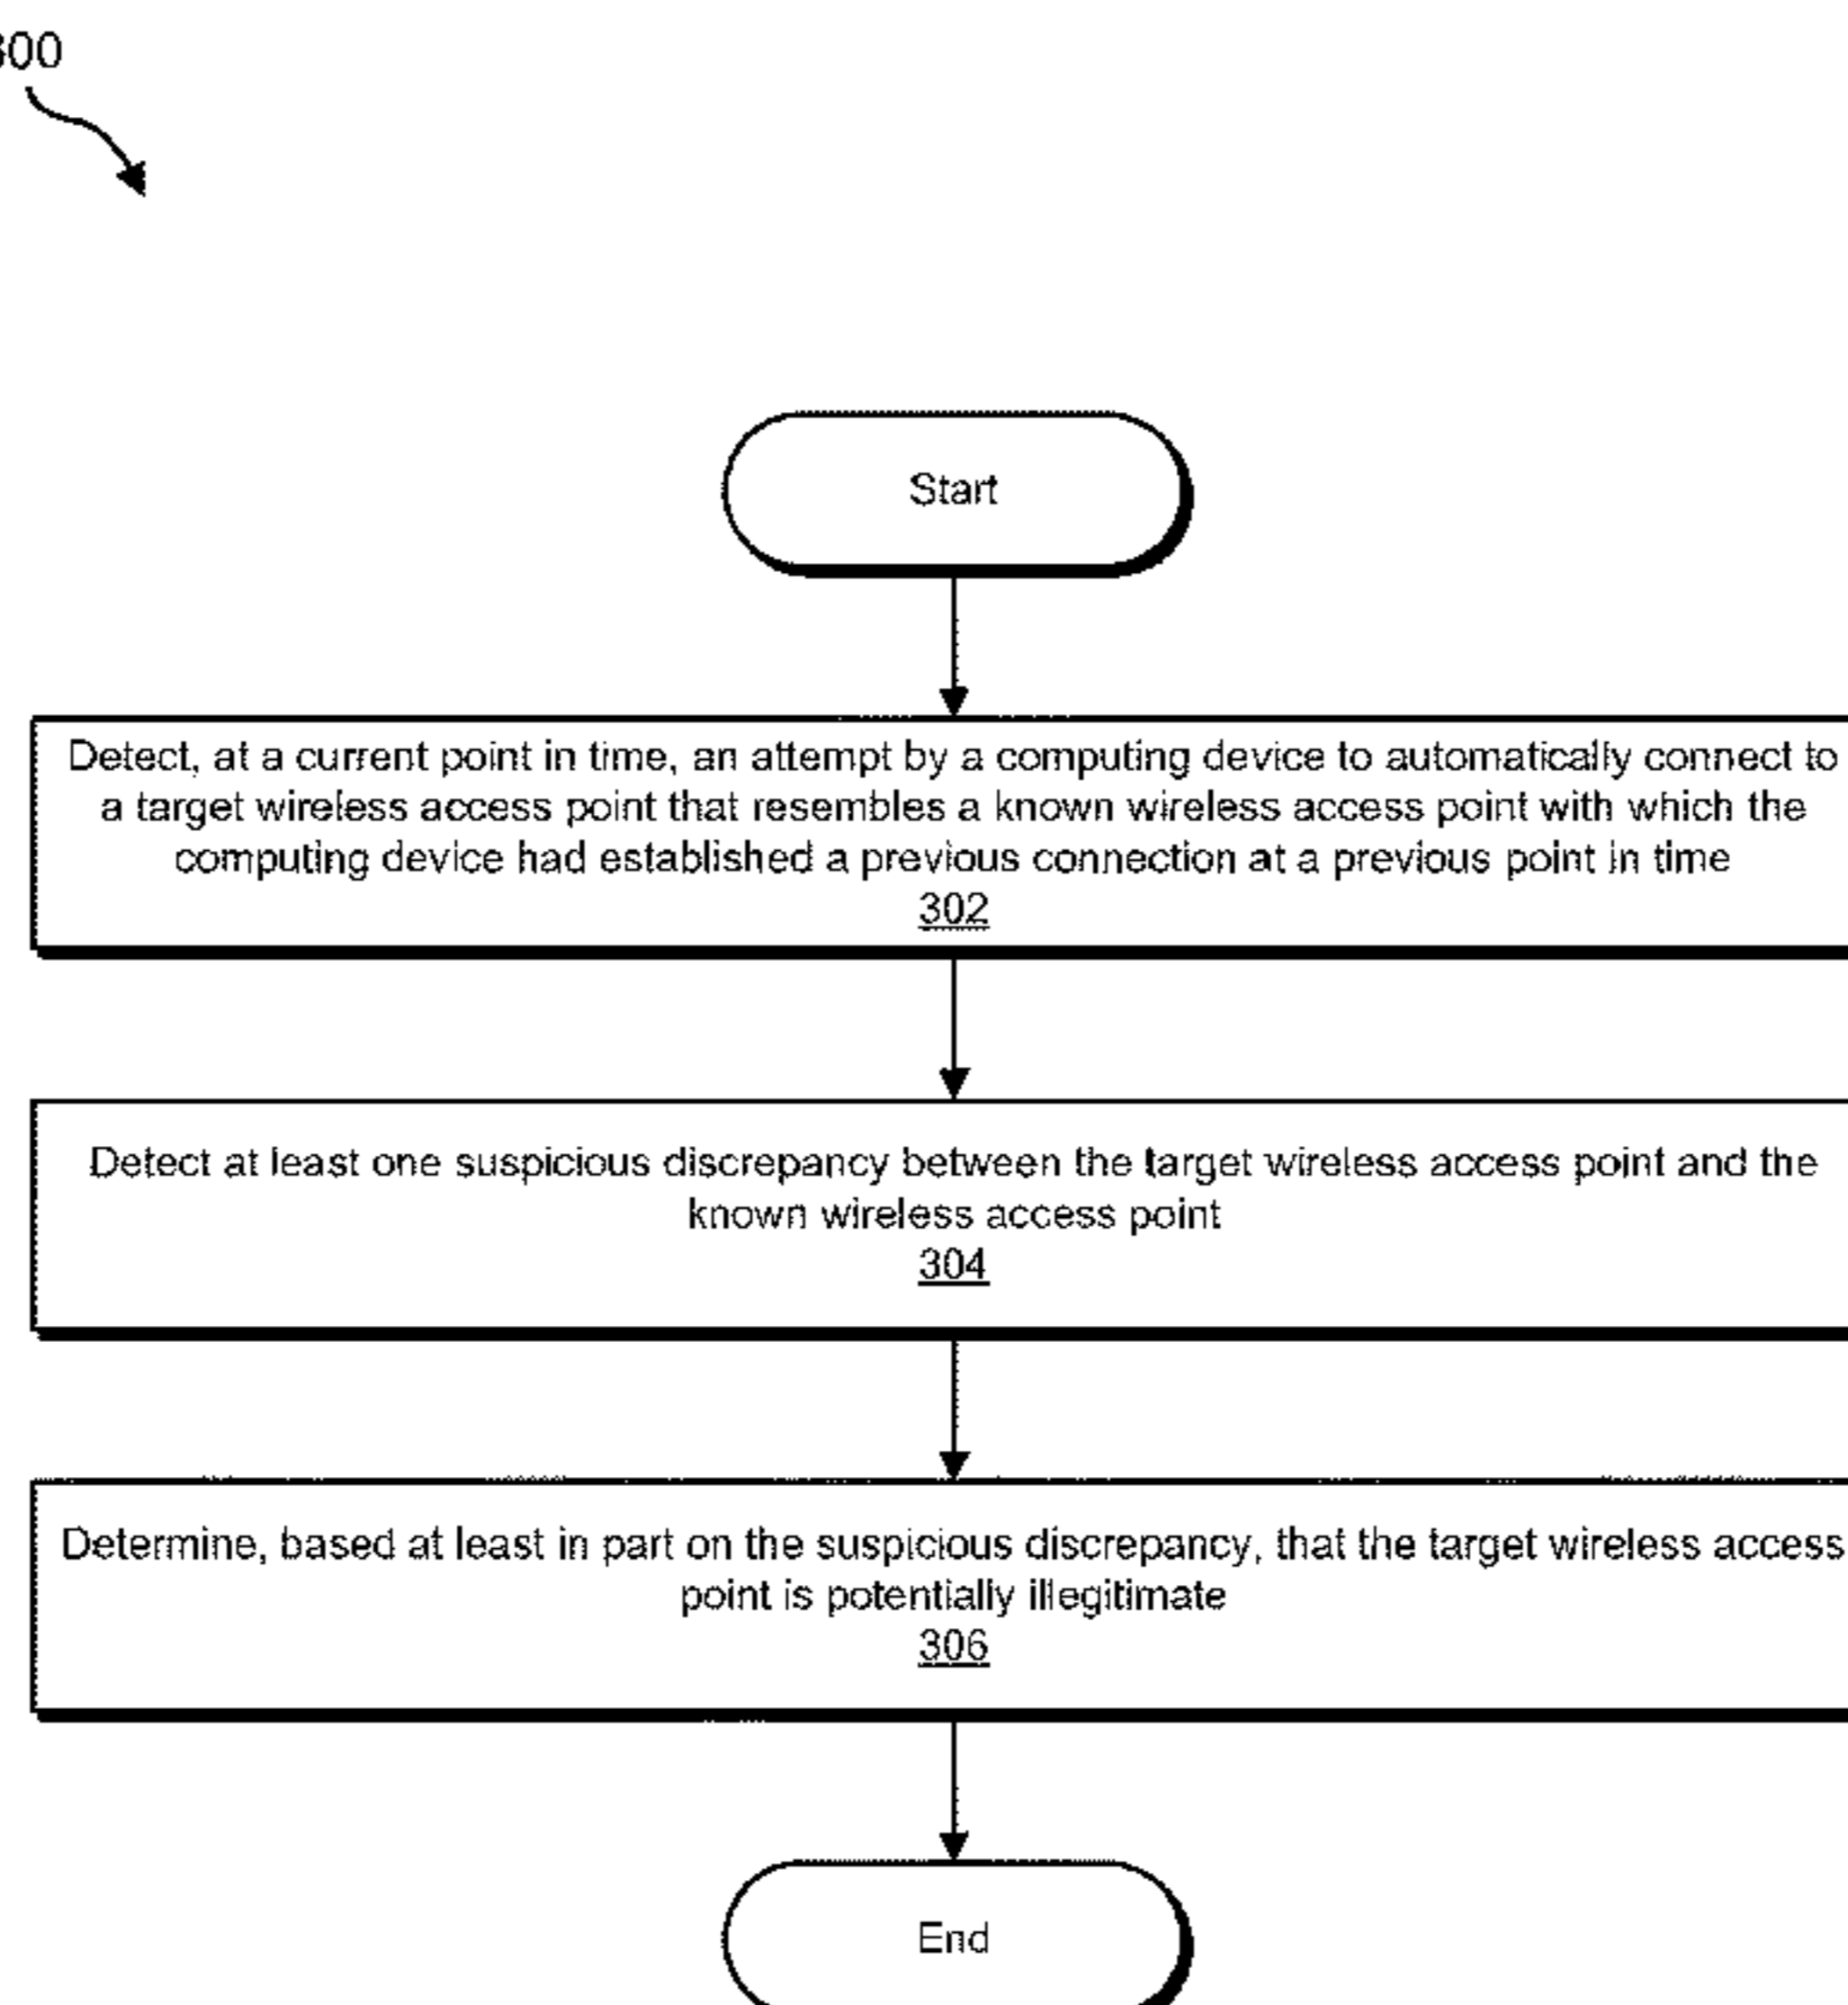 300
Start
Detect, at a current point in time, an attempt by a computing device to automatically connect to
a target wireless access point that resembles a known wireless access point with which the
computing device had established a previous connection at a previous point in time
302
Detect at least one suspicious discrepancy between the target wireless access point and the
known wireless access point
304
Determine, based at least in part on the suspicious discrepancy, that the target wireless access
point is potentially illegitimate
306
End